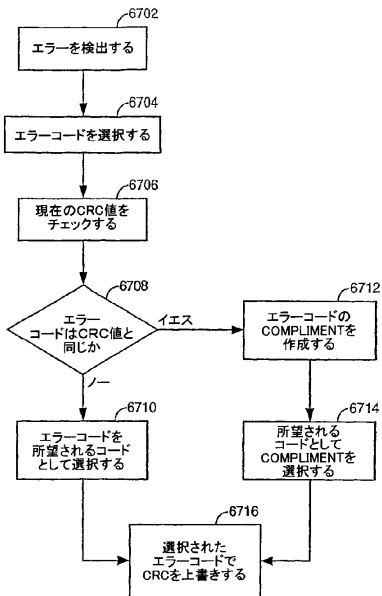 6702
エラーを検出する
6704
エラーコードを選択する
6706
現在のCRC値を
チェックする
6708
エラー
コードはCRC値と
同じか
イエス
ノー
6712
エラーコードの
COMPLIMENTを
作成する
6710
エラーコードを
所望されるコード
として選択する
6714
所望される
コードとして
COMPLIMENTを
選択する
6716
選択された
エラーコードで
CRCを上書きする